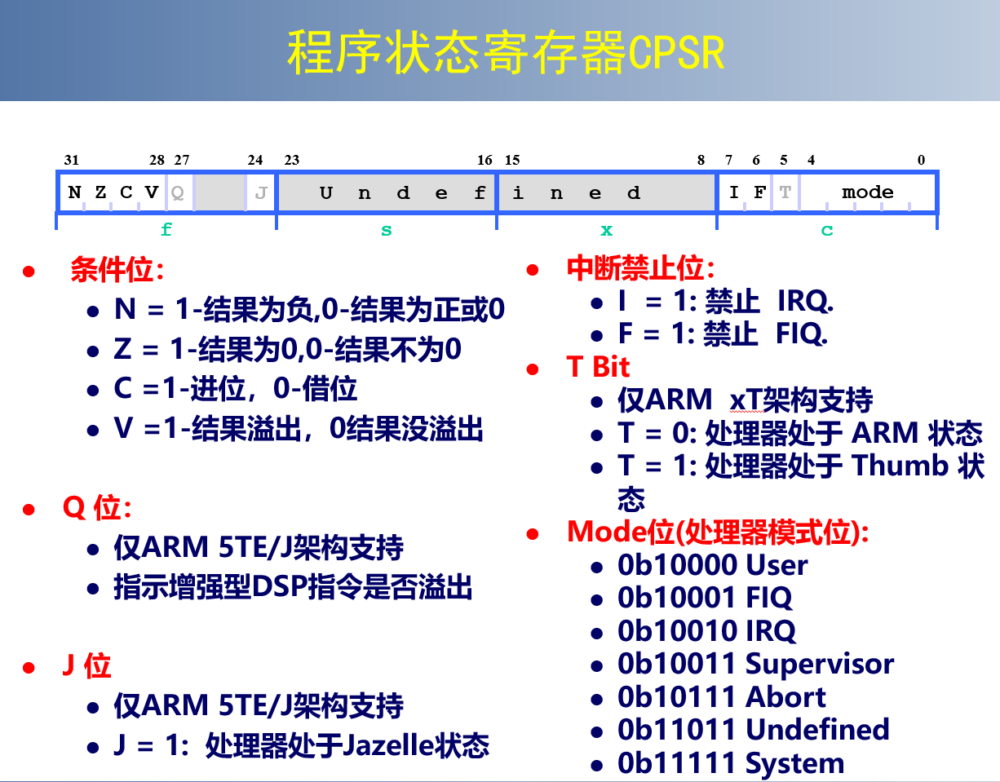 程序状态寄存器CPSR
31 28 27 24 23 16 15 8 7 6 5 4 0
N Z C V Q J U n d e f i n e d I F T mode
f s x c
条件位：
N = 1-结果为负,0-结果为正或0
Z = 1-结果为0,0-结果不为0
C =1-进位，0-借位
V =1-结果溢出，0结果没溢出
Q 位：
仅ARM 5TE/J架构支持
指示增强型DSP指令是否溢出
J 位
仅ARM 5TE/J架构支持
J = 1: 处理器处于Jazelle状态
中断禁止位：
I = 1: 禁止 IRQ.
F = 1: 禁止 FIQ.
T Bit
仅ARM xT架构支持
T = 0: 处理器处于 ARM 状态
T = 1: 处理器处于 Thumb 状
态
Mode位(处理器模式位):
0b10000 User
0b10001 FIQ
0b10010 IRQ
0b10011 Supervisor
0b10111 Abort
0b11011 Undefined
0b11111 System